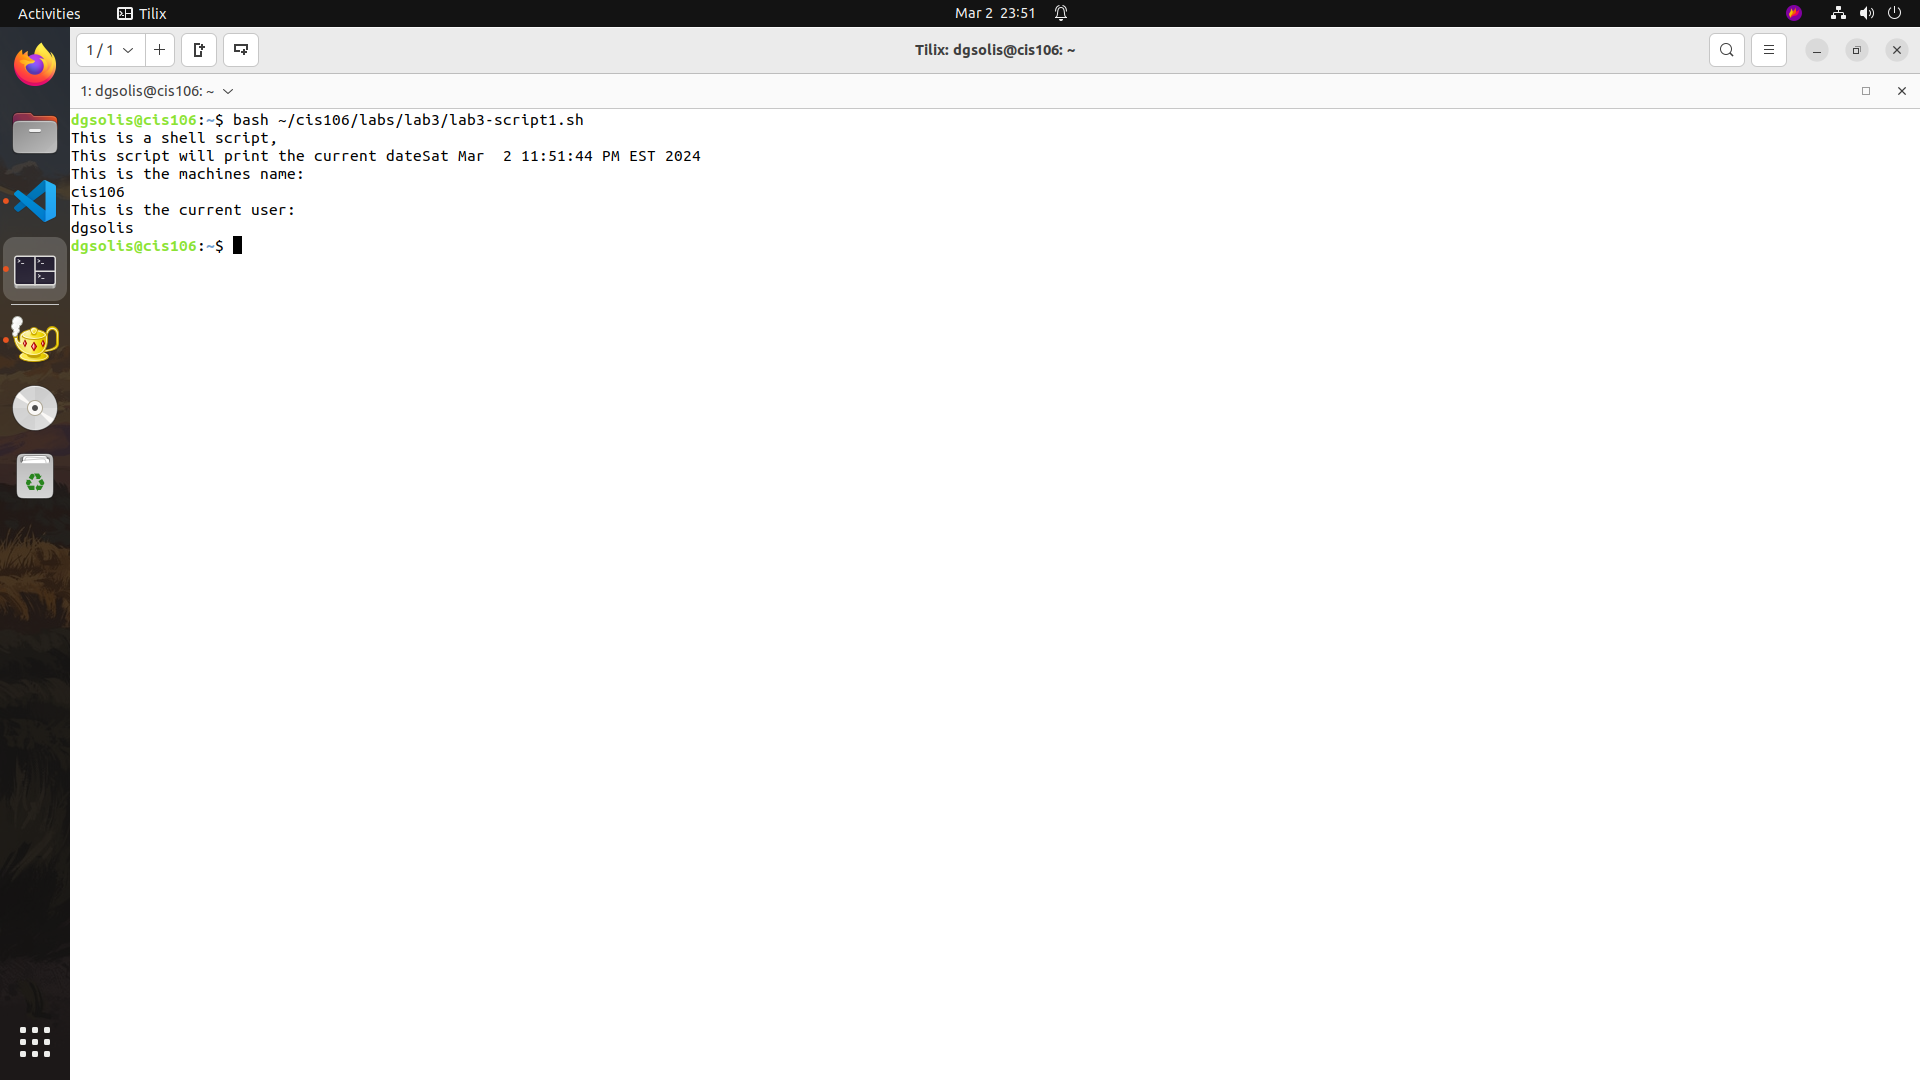 Activities
Tilix
Mar 2 23:51
1 / 1
Tilix: dgsolis@cis106: ~
1: dgsolis@cis106: ~
dgsolis@cis106:~$ bash ~/cis106/labs/lab3/lab3-script1.sh
This is a shell script,
This script will print the current dateSat Mar  2 11:51:44 PM EST 2024
This is the machines name:
cis106
This is the current user:
dgsolis
dgsolis@cis106:~$